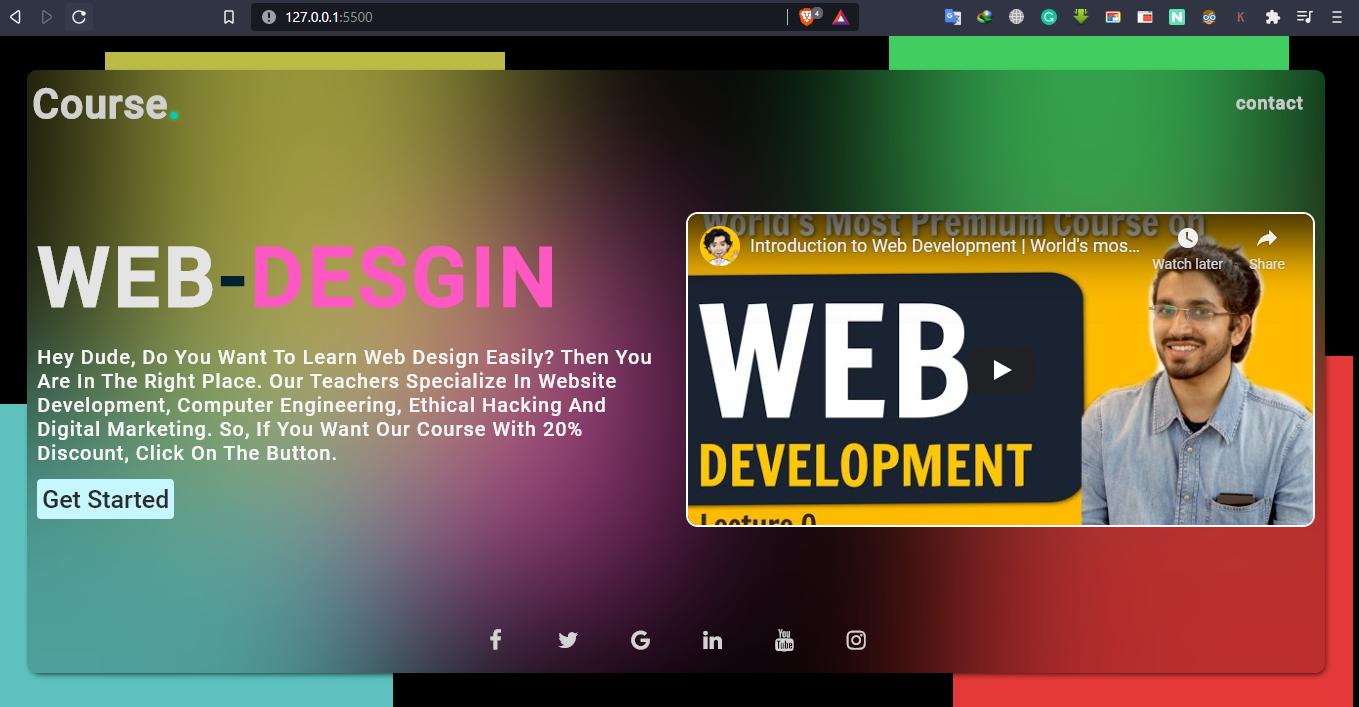 127.0.0.1:5500
4
Course.
contact
WEB-DESGIN
Hey Dude, Do You Want To Learn Web Design Easily? Then You
Are In The Right Place. Our Teachers Specialize In Website
Development, Computer Engineering, Ethical Hacking And
Digital Marketing. So, If You Want Our Course With 20%
Discount, Click On The Button.
Get Started
World's Most Premium Course on
Introduction to Web Development | World's mos...
Watch later
Share
WEB
DEVELOPMENT
Lecture 0
You
Tube